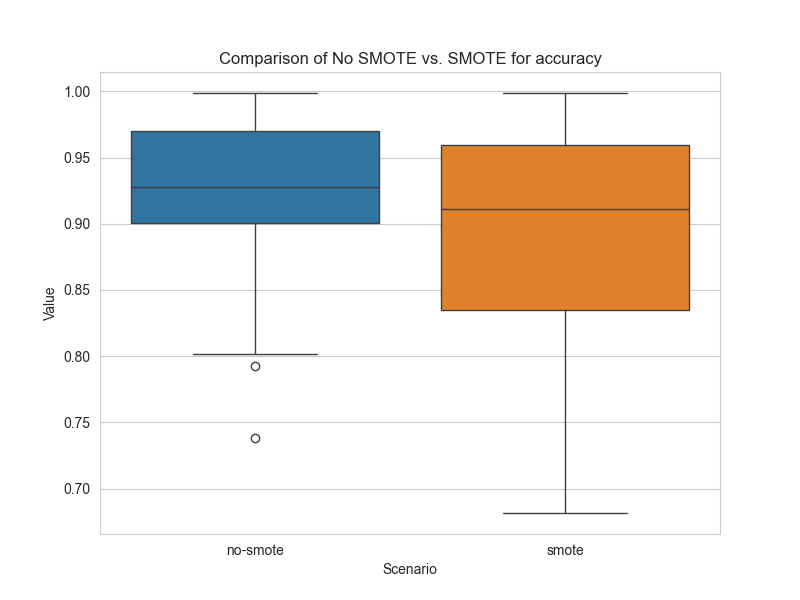 Comparison of No SMOTE vs. SMOTE for accuracy
1.00
0.95
0.90
0.85
0.80
0.75
0.70
Value
no-smote
smote
Scenario